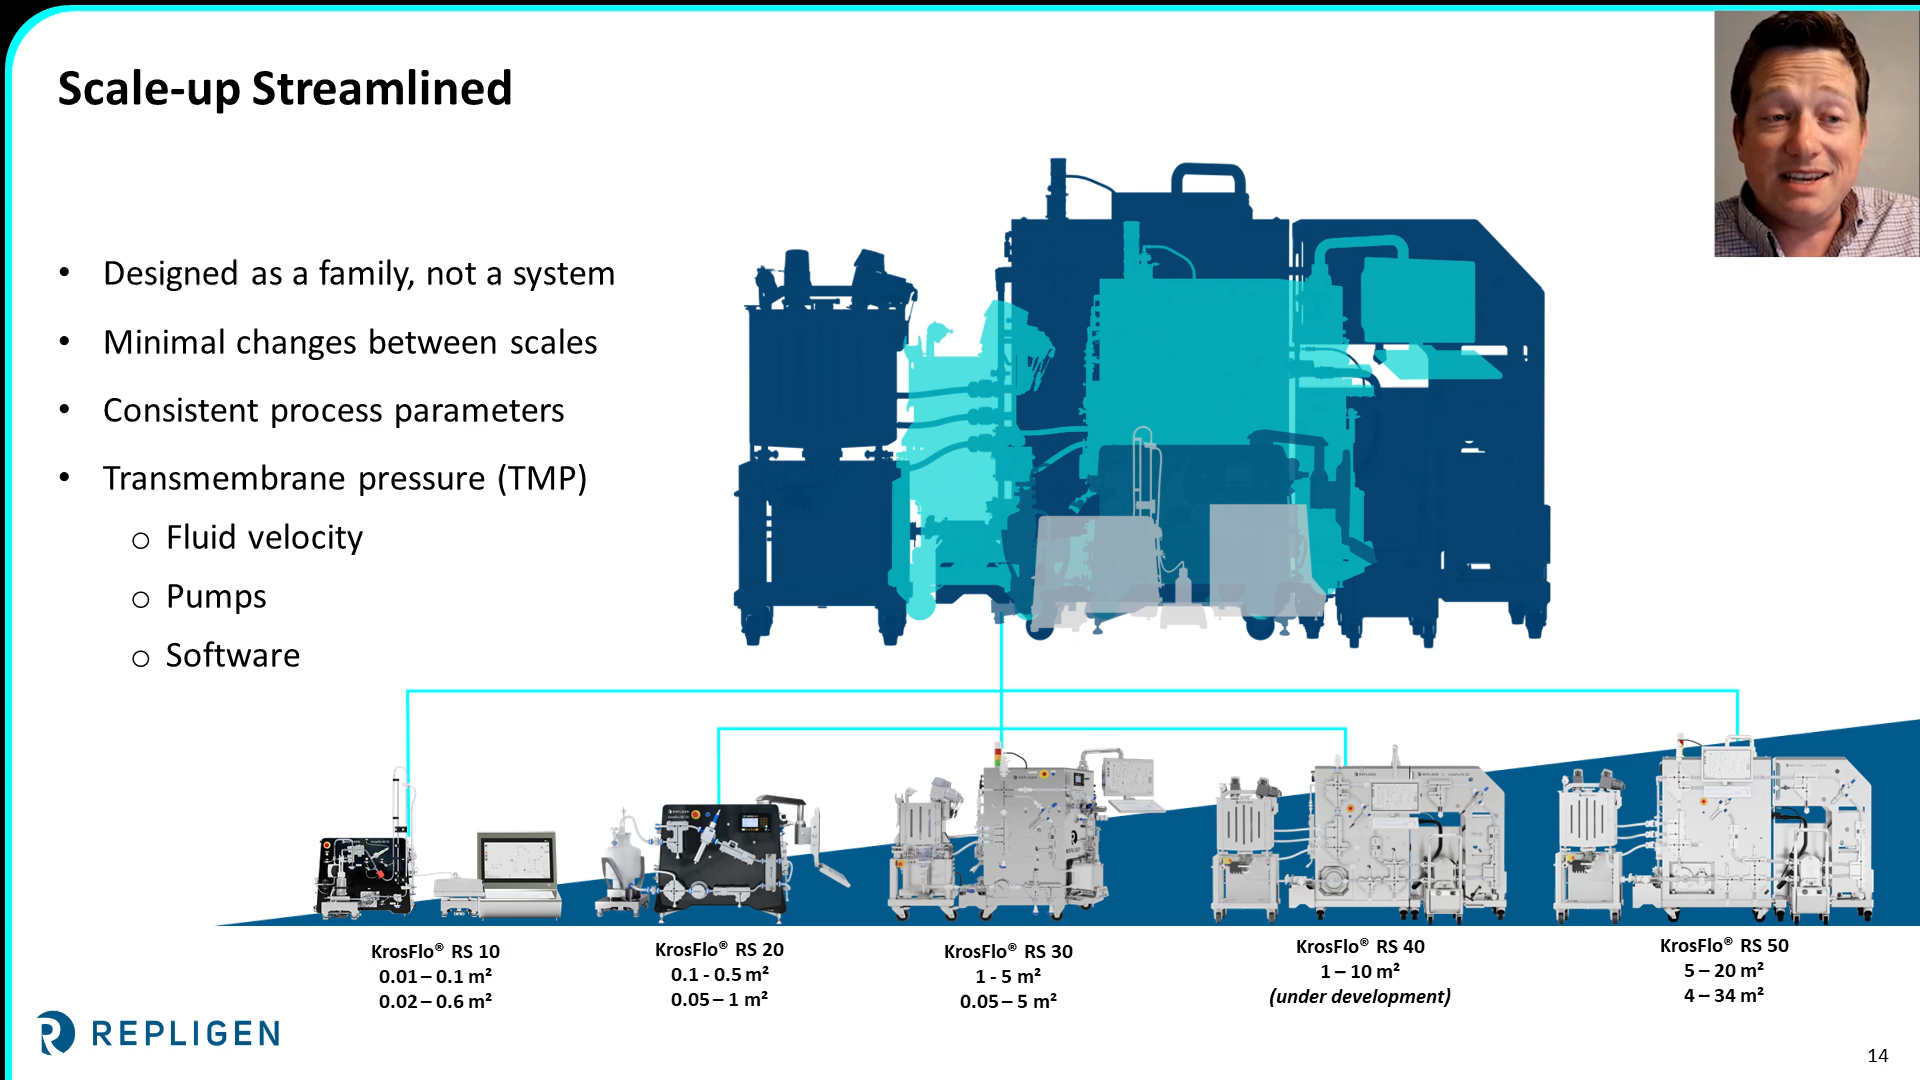 Scale-up Streamlined
• Designed as a family, not a system
• Minimal changes between scales
• Consistent process parameters
• Transmembrane pressure (TMP)
o Fluid velocity
o Pumps
o Software
REPLIGEN
REPLIGEN
KrosFlo® RS 10
0.01 – 0.1 m²
0.02 – 0.6 m²
KrosFlo® RS 20
0.1 - 0.5 m²
0.05 – 1 m²
KrosFlo® RS 30
1 - 5 m²
0.05 – 5 m²
KrosFlo® RS 40
1 – 10 m²
(under development)
KrosFlo® RS 50
5 – 20 m²
4 – 34 m²
REPLIGEN
14